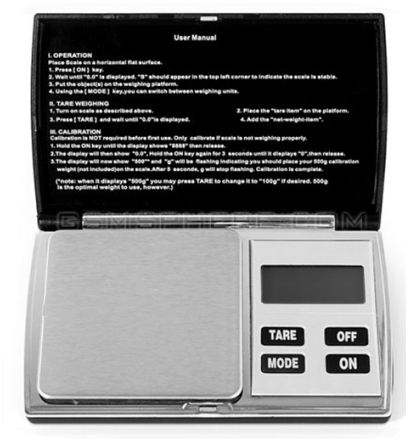 User Manual
I. OPERATION
Place Scale on a horizontal flat surface.
1. Press [ ON ] key.
2. Wait until "0.0" is displayed. "S" should appear in the top left corner to indicate the scale is stable.
3. Put the object(s) on the weighing platform.
4. Using the [ MODE ] key,you can switch between weighing units.
II. TARE WEIGHING
1. Turn on scale as described above. 2. Place the "tare item" on the platform.
3. Press [ TARE ] and wait until "0.0"is displayed. 4. Add the "net-weight-item".
III. CALIBRATION
Calibration is NOT required before first use. Only calibrate if scale is not weighing properly.
1. Hold the ON key until the display shows "8888" then release.
2.The display will then show "0.0", Hold the ON key again for 3 seconds until it displays "0",then release.
3.The display will now show "500"" and "g" will be flashing indicating you should place your 500g calibration
weight (not included)on the scale.After 5 seconds, g will stop flashing. Calibration is complete.
(*note: when it displays "500g" you may press TARE to change it to "100g" if desired. 500g
is the optimal weight to use, however.)
TARE OFF
MODE ON